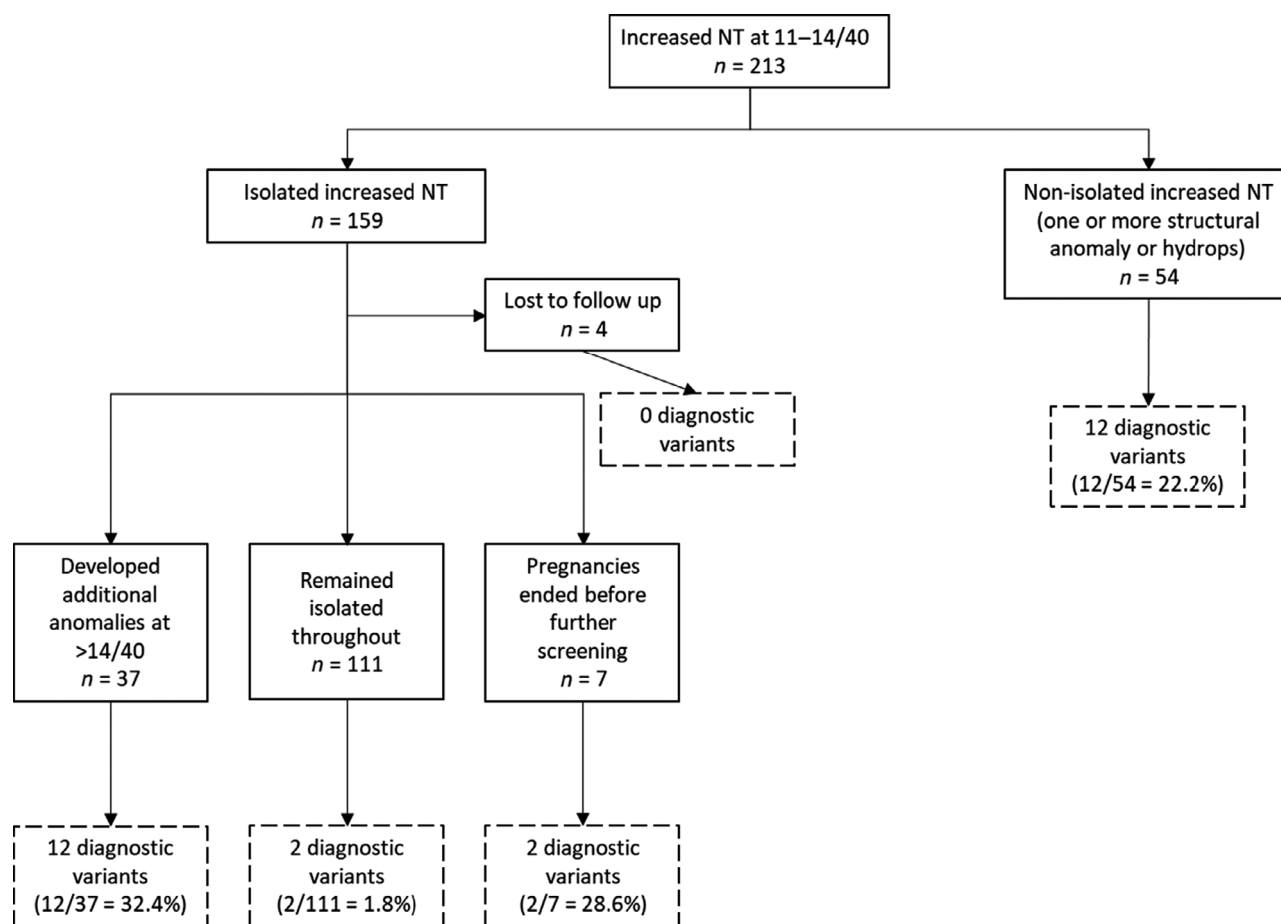 Increased NT at 11–14/40
n = 213
Isolated increased NT
n = 159
Non-isolated increased NT
(one or more structural
anomaly or hydrops)
n = 54
Lost to follow up
n = 4
0 diagnostic
variants
12 diagnostic
variants
(12/54 = 22.2%)
Developed
additional
anomalies at
>14/40
n = 37
Remained
isolated
throughout
n = 111
Pregnancies
ended before
further
screening
n = 7
12 diagnostic
variants
(12/37 = 32.4%)
2 diagnostic
variants
(2/111 = 1.8%)
2 diagnostic
variants
(2/7 = 28.6%)